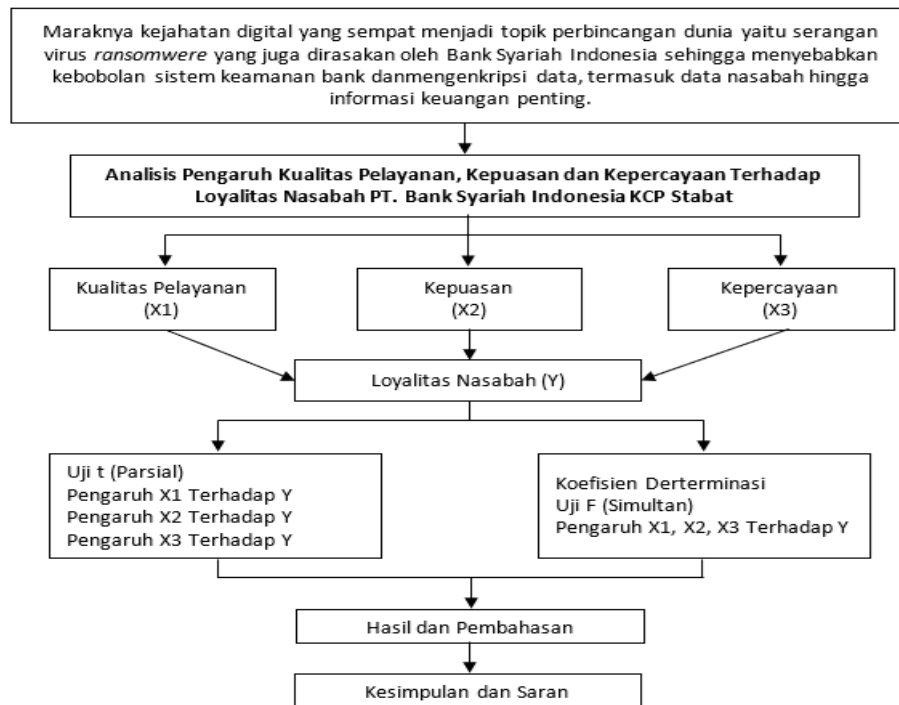 Maraknya kejahatan digital yang sempat menjadi topik perbincangan dunia yaitu serangan
virus ransomwere yang juga dirasakan oleh Bank Syariah Indonesia sehingga menyebabkan
kebobolan sistem keamanan bank danmengenkripsi data, termasuk data nasabah hingga
informasi keuangan penting.
Analisis Pengaruh Kualitas Pelayanan, Kepuasan dan Kepercayaan Terhadap
Loyalitas Nasabah PT. Bank Syariah Indonesia KCP Stabat
Kualitas Pelayanan
(X1)
Kepuasan
(X2)
Kepercayaan
(X3)
Loyalitas Nasabah (Y)
Uji t (Parsial)
Pengaruh X1 Terhadap Y
Pengaruh X2 Terhadap Y
Pengaruh X3 Terhadap Y
Koefisien Derterminasi
Uji F (Simultan)
Pengaruh X1, X2, X3 Terhadap Y
Hasil dan Pembahasan
Kesimpulan dan Saran